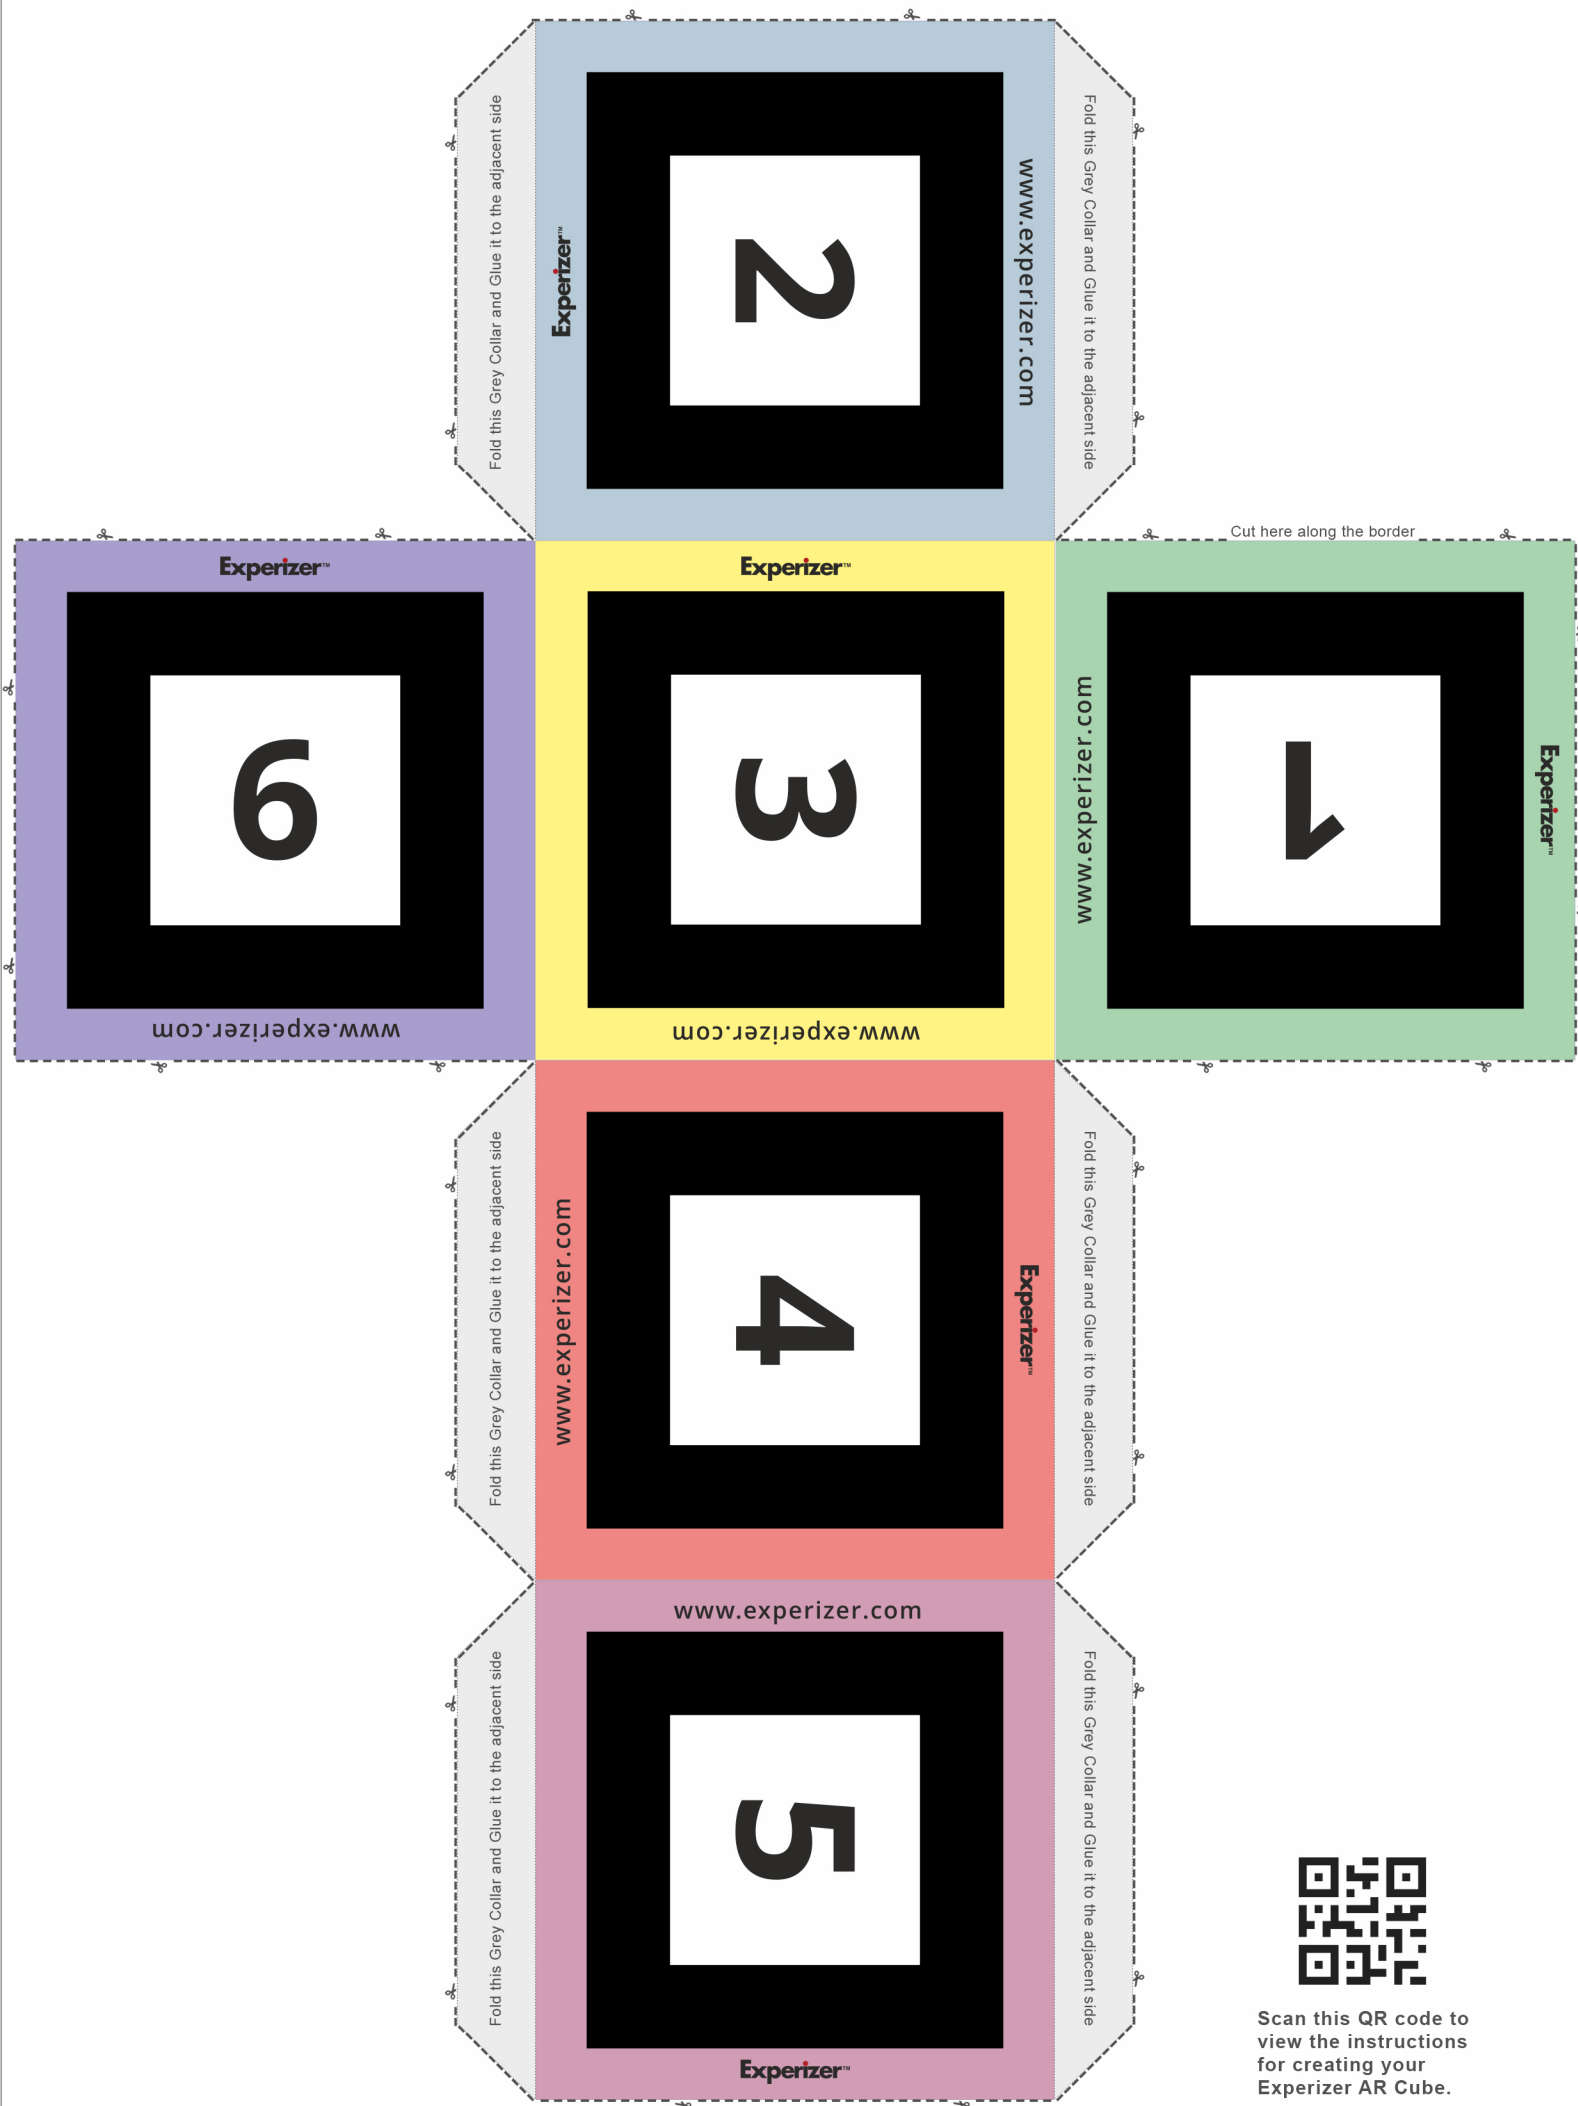 Fold this Grey Collar and Glue it to the adjacent side
Experizer™
2
www.experizer.com
Fold this Grey Collar and Glue it to the adjacent side
Cut here along the border
Experizer™
6
www.experizer.com
Experizer™
3
www.experizer.com
www.experizer.com
1
Experizer™
Fold this Grey Collar and Glue it to the adjacent side
www.experizer.com
4
Experizer™
Fold this Grey Collar and Glue it to the adjacent side
Fold this Grey Collar and Glue it to the adjacent side
www.experizer.com
5
Experizer™
Fold this Grey Collar and Glue it to the adjacent side
Scan this QR code to
view the instructions
for creating your
Experizer AR Cube.